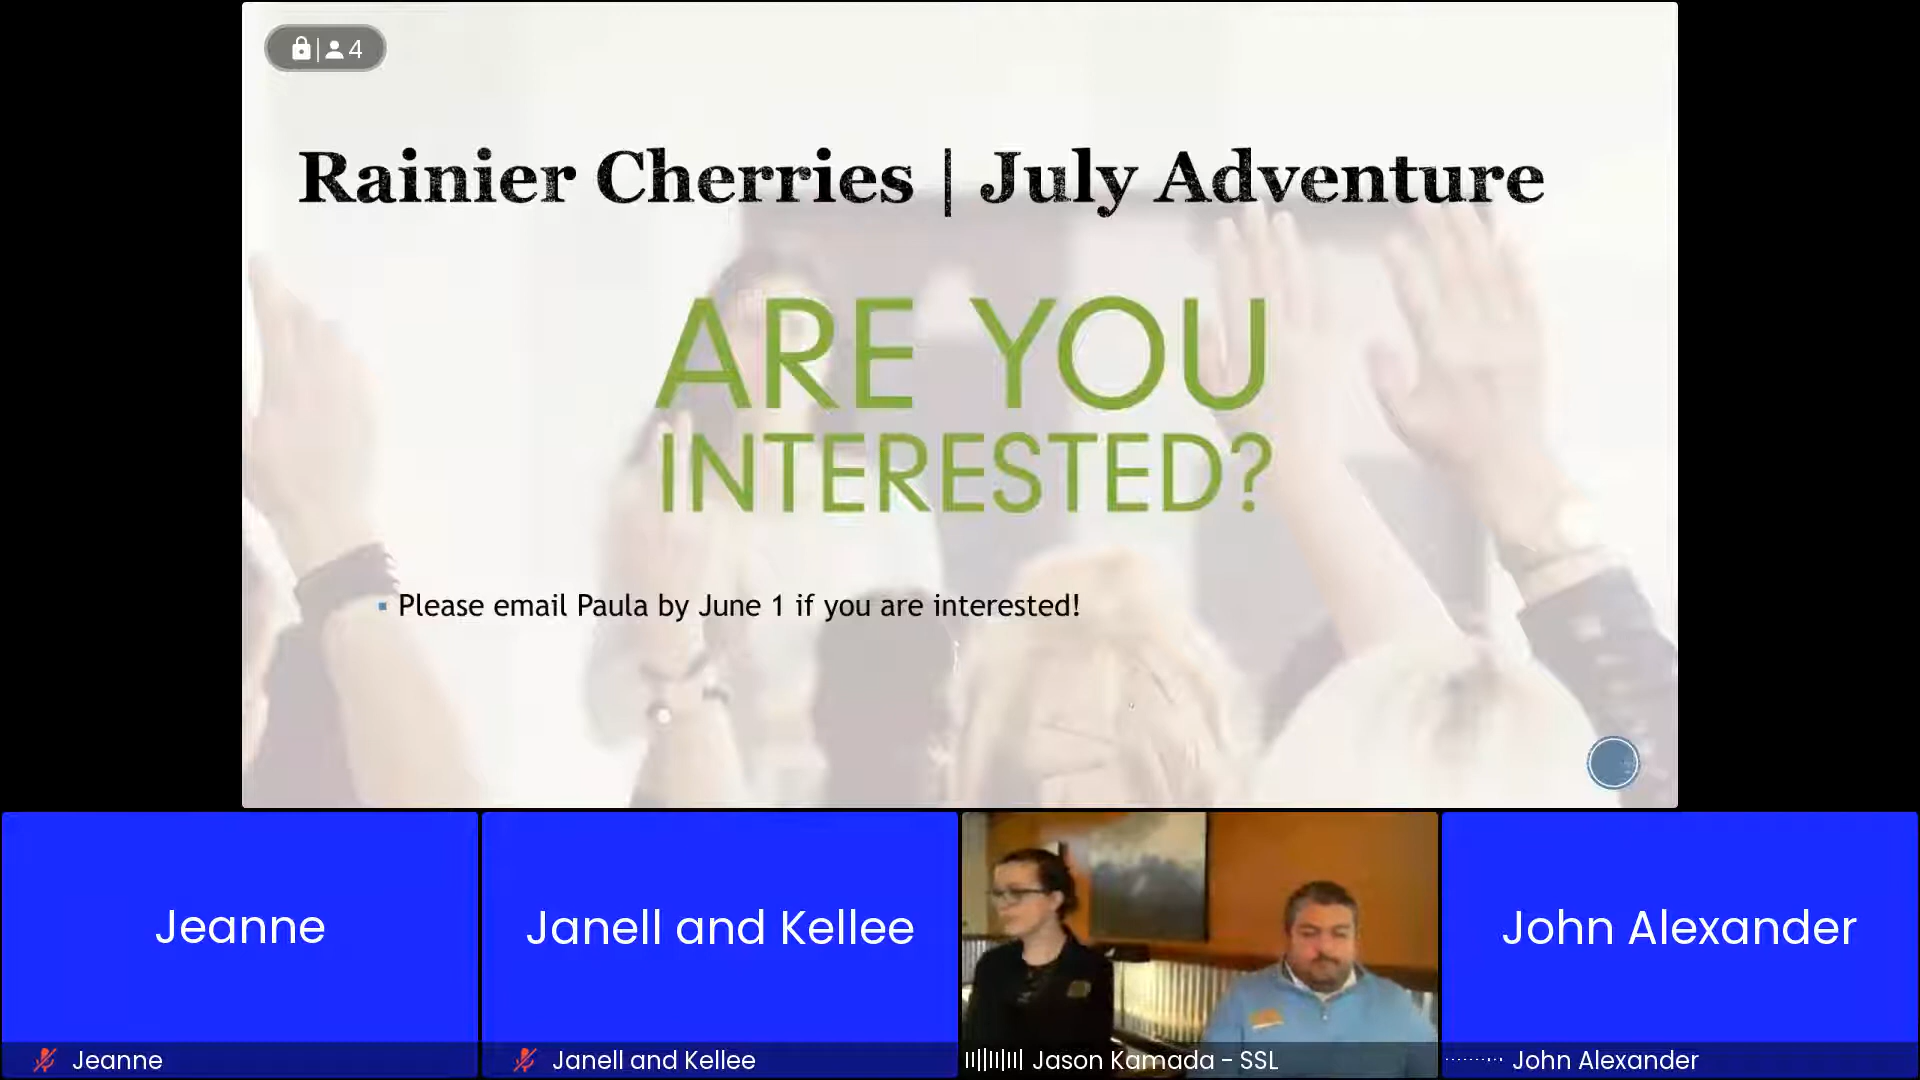 4
Rainier Cherries | July Adventure
ARE YOU
INTERESTED?
Please email Paula by June 1 if you are interested!
Jeanne
Janell and Kellee
John Alexander
Jeanne
Janell and Kellee
Jason Kamada - SSL
John Alexander